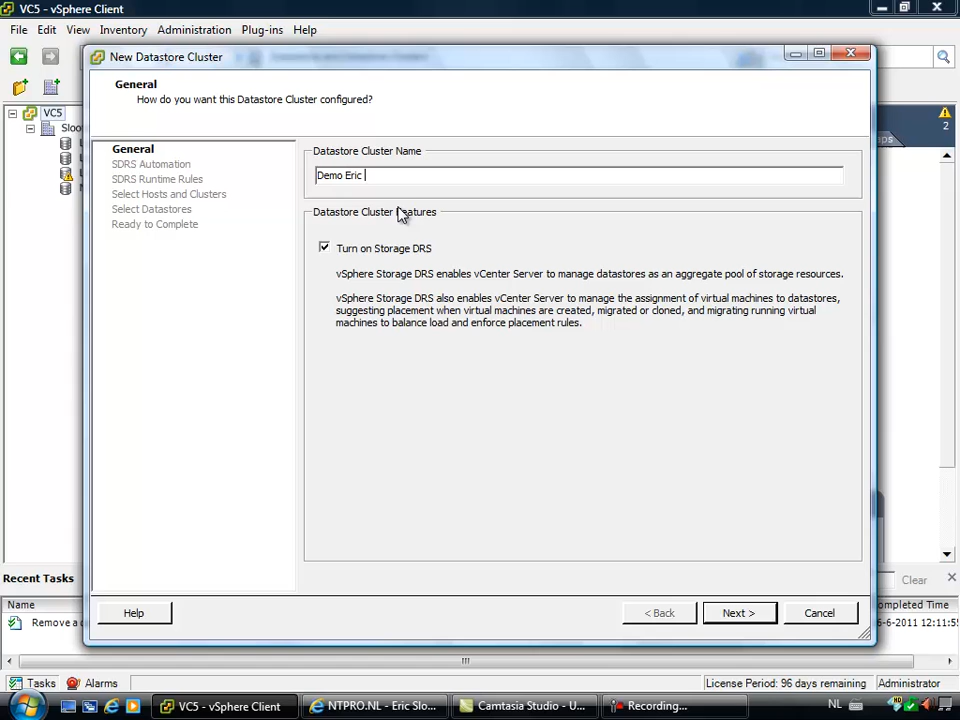 VC5 - vSphere Client
File Edit View Inventory Administration Plug-ins Help
New Datastore Cluster
General
How do you want this Datastore Cluster configured?
VC5
2
General
SDRS Automation
SDRS Runtime Rules
Select Hosts and Clusters
Select Datastores
Ready to Complete
Datastore Cluster Name
Demo Eric
Datastore Cluster Features
Turn on Storage DRS
vSphere Storage DRS enables vCenter Server to manage datastores as an aggregate pool of storage resources.
vSphere Storage DRS also enables vCenter Server to manage the assignment of virtual machines to datastores,
suggesting placement when virtual machines are created, migrated or cloned, and migrating running virtual
machines to balance load and enforce placement rules.
Help < Back Next > Cancel
Recent Tasks Clear
Name ompleted Time
Remove a d 6-6-2011 12:11:55
Tasks Alarms License Period: 96 days remaining Administrator
VC5 - vSphere Client NTPRO.NL - Eric Slo... Camtasia Studio - U... Recording... NL